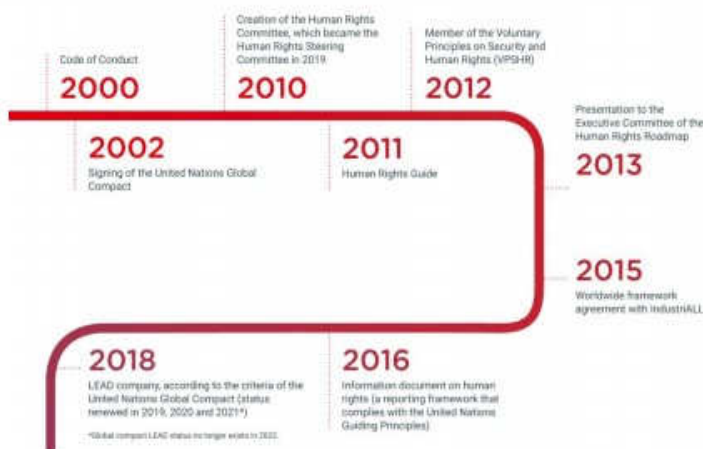 Code of Conduct
2000
Creation of the Human Rights
Committee, which became the
Human Rights Steering
Committee in 2019
2010
Member of the Voluntary
Principles on Security and
Human Rights (VPSHR)
2012
2002
Signing of the United Nations Global
Compact
2011
Human Rights Guide
Presentation to the
Executive Committee of the
Human Rights Roadmap
2013
2015
Worldwide framework
agreement with IndustriALL
2018
LEAD company, according to the criteria of the
United Nations Global Compact (status
renewed in 2019, 2020 and 2021*)
*Global compact LEAD status no longer exists in 2022.
2016
Information document on human
rights (a reporting framework that
complies with the United Nations
Guiding Principles)